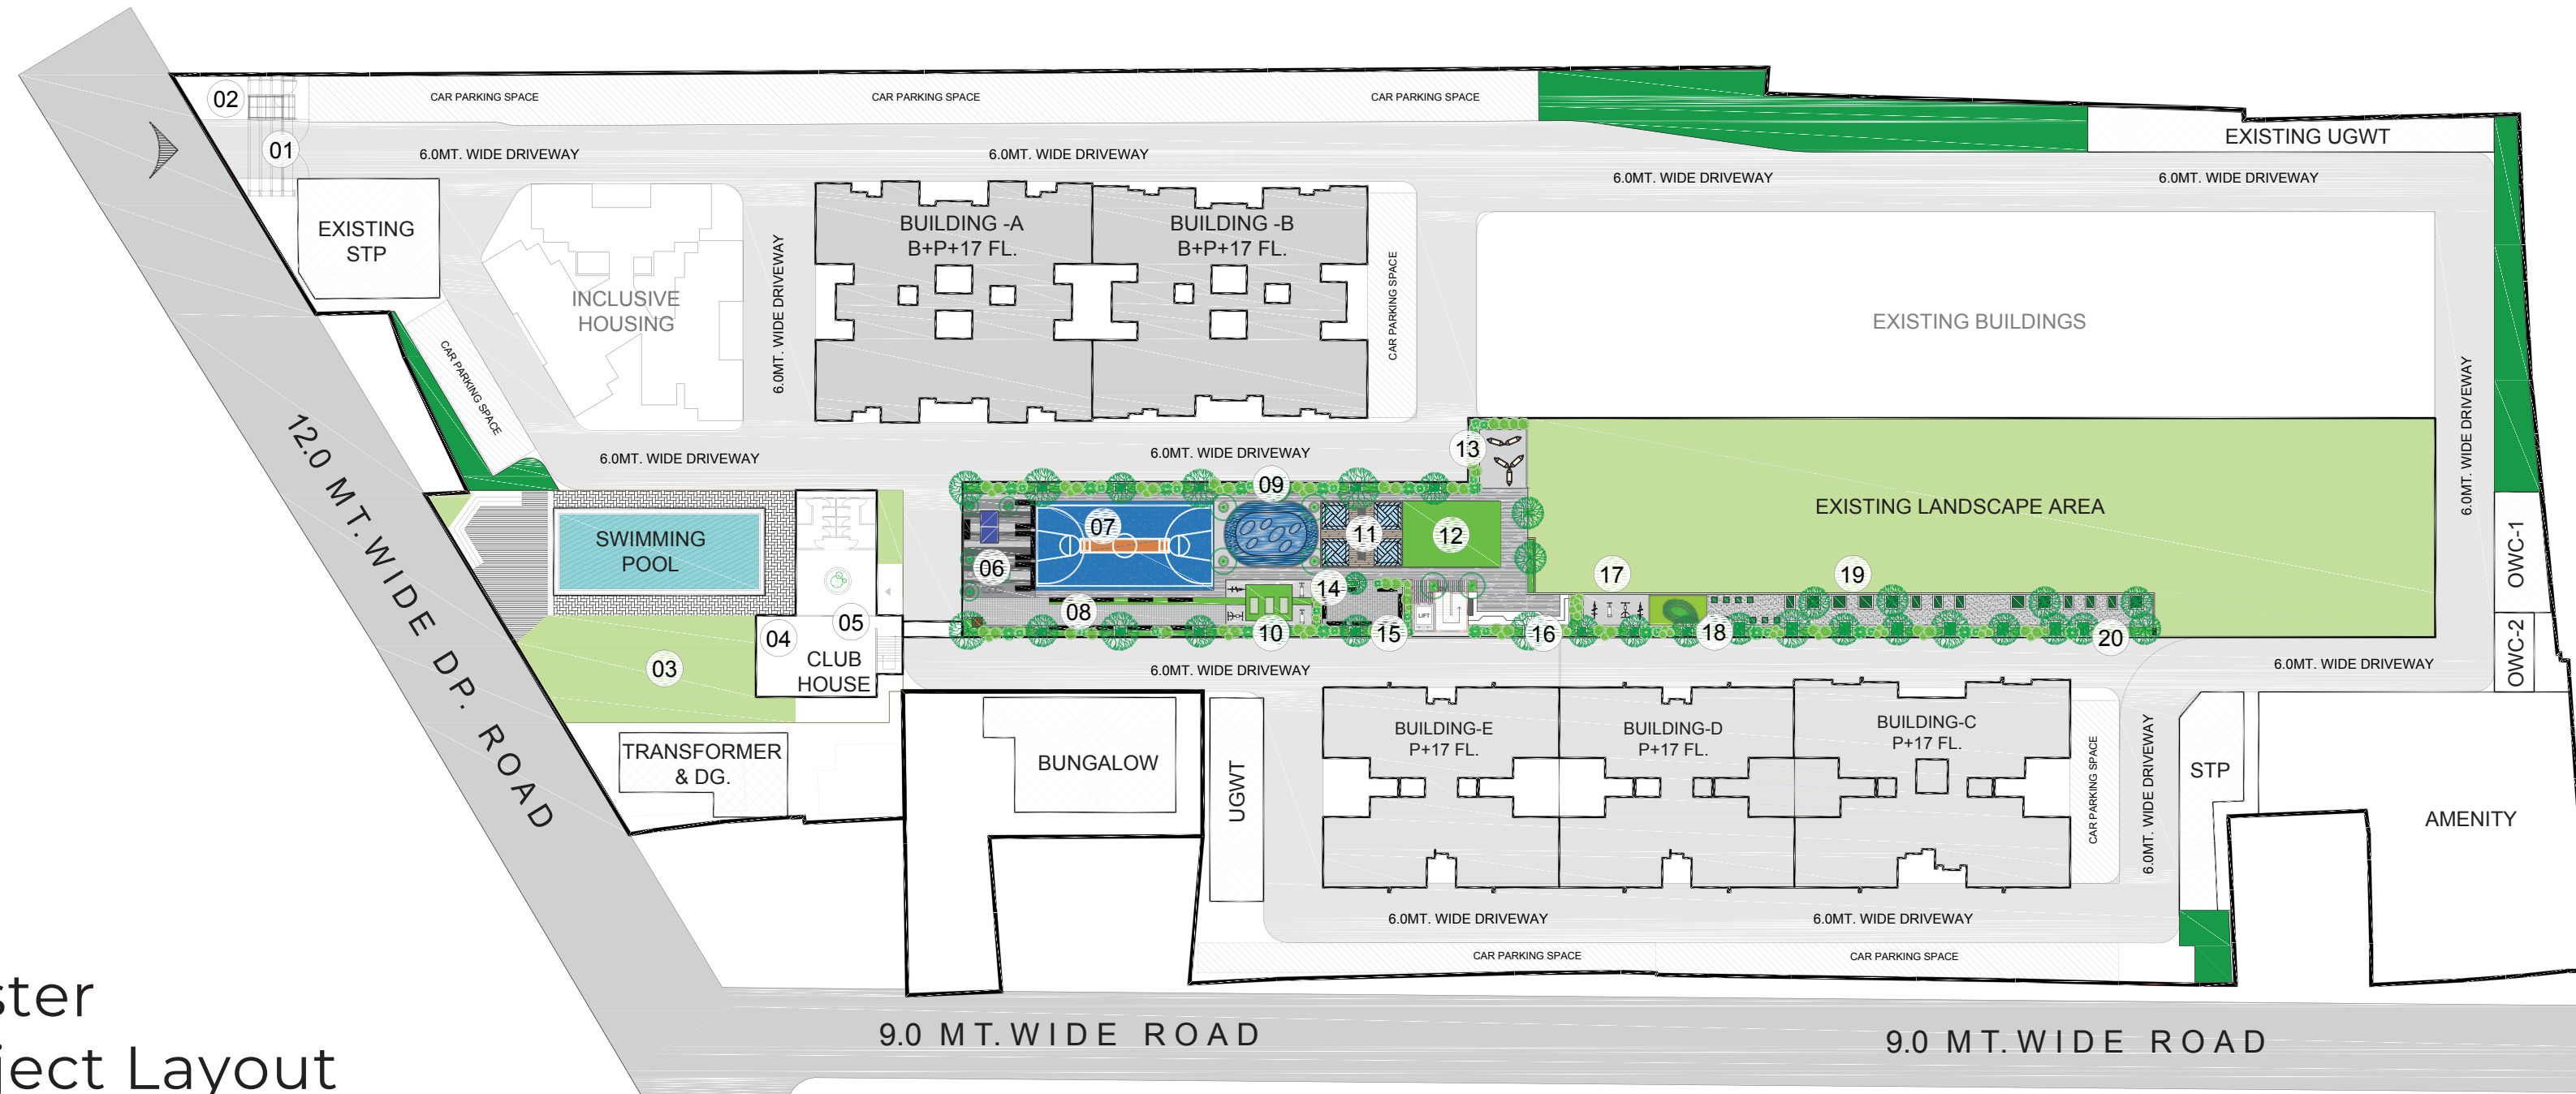 02
CAR PARKING SPACE
CAR PARKING SPACE
CAR PARKING SPACE
01
6.0MT. WIDE DRIVEWAY
6.0MT. WIDE DRIVEWAY
EXISTING UGWT
6.0MT. WIDE DRIVEWAY
6.0MT. WIDE DRIVEWAY
EXISTING
STP
INCLUSIVE
HOUSING
6.0MT. WIDE DRIVEWAY
BUILDING -A
B+P+17 FL.
BUILDING -B
B+P+17 FL.
CAR PARKING SPACE
EXISTING BUILDINGS
6.0MT. WIDE DRIVEWAY
CAR PARKING SPACE
12.0 MT.WIDE DP. ROAD
6.0MT. WIDE DRIVEWAY
6.0MT. WIDE DRIVEWAY
13
09
SWIMMING
POOL
07
11
12
EXISTING LANDSCAPE AREA
OWC-1
06
08
14
17
19
10
15
LIFT
16
18
20
03
04
05
CLUB
HOUSE
6.0MT. WIDE DRIVEWAY
6.0MT. WIDE DRIVEWAY
OWC-2
TRANSFORMER
& DG.
BUNGALOW
UGWT
BUILDING-E
P+17 FL.
BUILDING-D
P+17 FL.
BUILDING-C
P+17 FL.
CAR PARKING SPACE
6.0MT. WIDE DRIVEWAY
STP
AMENITY
6.0MT. WIDE DRIVEWAY
6.0MT. WIDE DRIVEWAY
CAR PARKING SPACE
CAR PARKING SPACE
9.0 MT.WIDE ROAD
9.0 MT.WIDE ROAD
ster
ject Layout